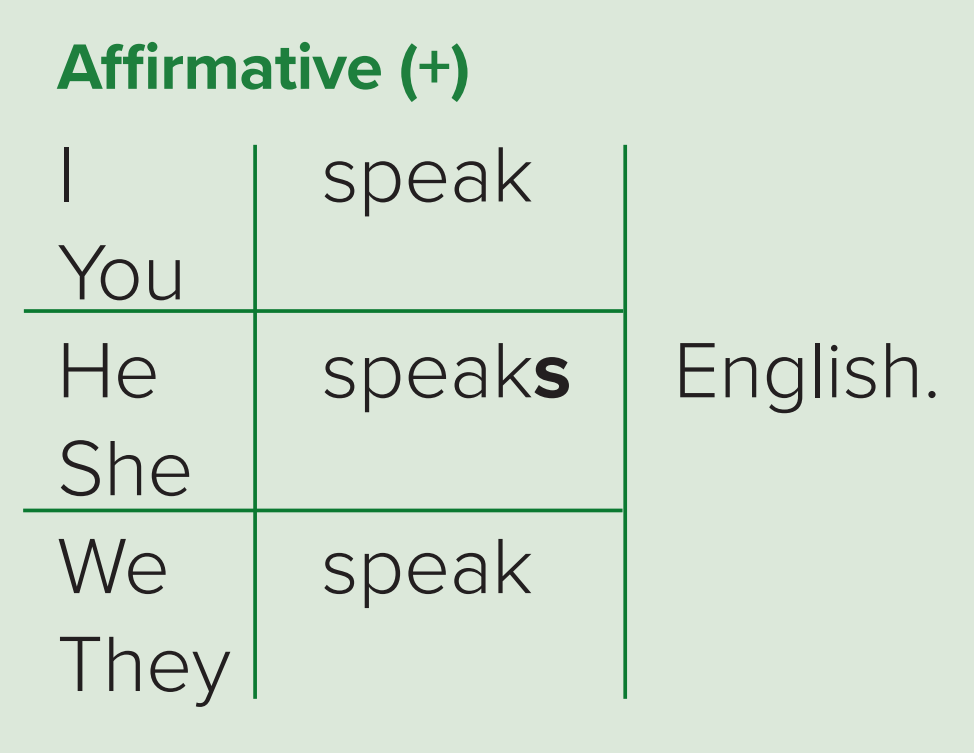 Affirmative (+)
I speak
You
He speaks English.
She
We speak
They